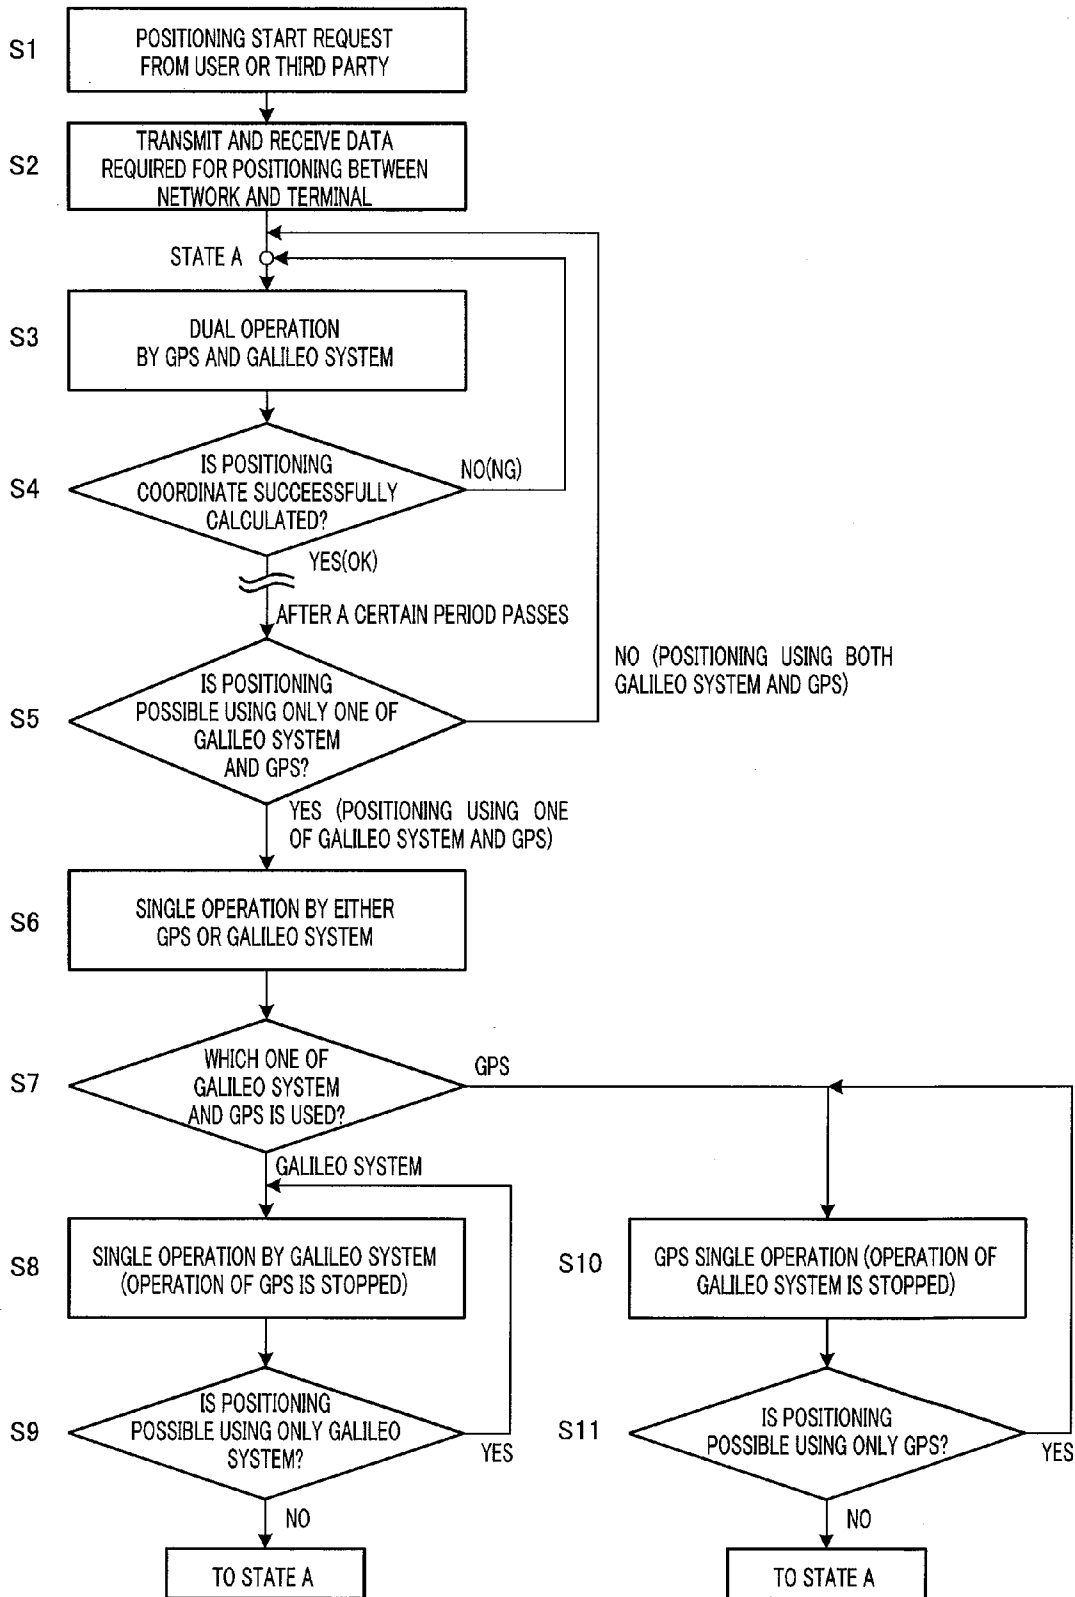 S1
POSITIONING START REQUEST
FROM USER OR THIRD PARTY
S2
TRANSMIT AND RECEIVE DATA
REQUIRED FOR POSITIONING BETWEEN
NETWORK AND TERMINAL
STATE A
S3
DUAL OPERATION
BY GPS AND GALILEO SYSTEM
S4
IS POSITIONING
COORDINATE SUCCEESSFULLY
CALCULATED?
NO(NG)
YES(OK)
AFTER A CERTAIN PERIOD PASSES
S5
IS POSITIONING
POSSIBLE USING ONLY ONE OF
GALILEO SYSTEM
AND GPS?
NO (POSITIONING USING BOTH
GALILEO SYSTEM AND GPS)
YES (POSITIONING USING ONE
OF GALILEO SYSTEM AND GPS)
S6
SINGLE OPERATION BY EITHER
GPS OR GALILEO SYSTEM
S7
WHICH ONE OF
GALILEO SYSTEM
AND GPS IS USED?
GPS
GALILEO SYSTEM
S8
SINGLE OPERATION BY GALILEO SYSTEM
(OPERATION OF GPS IS STOPPED)
S10
GPS SINGLE OPERATION (OPERATION OF
GALILEO SYSTEM IS STOPPED)
S9
IS POSITIONING
POSSIBLE USING ONLY GALILEO
SYSTEM?
YES
S11
IS POSITIONING
POSSIBLE USING ONLY GPS?
YES
NO
NO
TO STATE A
TO STATE A